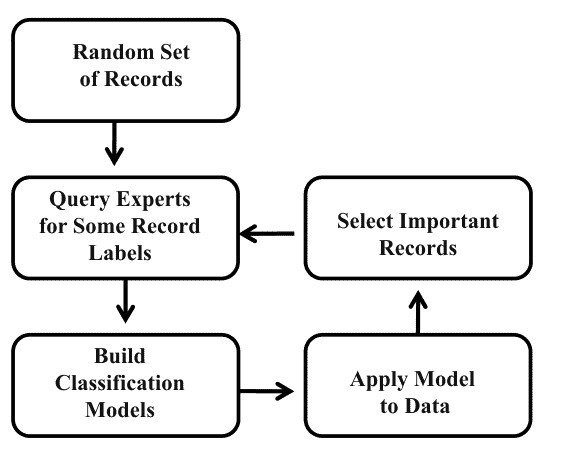 Random Set
of Records
Query Experts
for Some Record
Labels
Select Important
Records
Build
Classification
Models
Apply Model
to Data